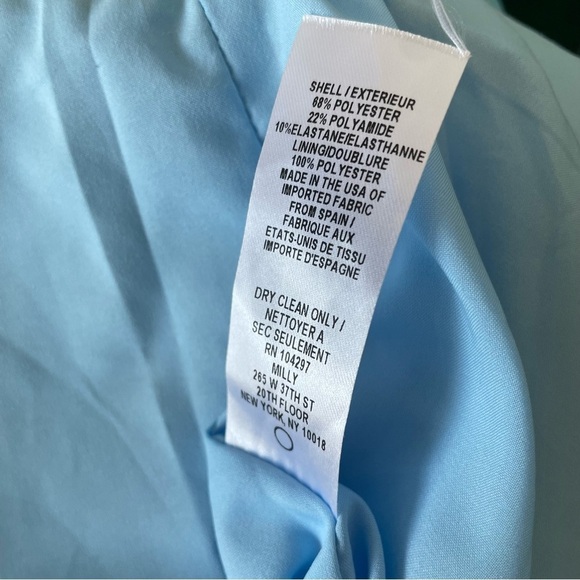 SHELL / EXTERIEUR
68% POLYESTER
22% POLYAMIDE
10%ELASTANE/ELASTHANNE
LINING/DOUBLURE
100% POLYESTER
MADE IN THE USA OF
IMPORTED FABRIC
FROM SPAIN /
FABRIQUE AUX
ETATS-UNIS DE TISSU
IMPORTE D'ESPAGNE
DRY CLEAN ONLY /
NETTOYER A
SEC SEULEMENT
RN 104297
MILLY
265 W 37TH ST
20TH FLOOR
NEW YORK, NY 10018